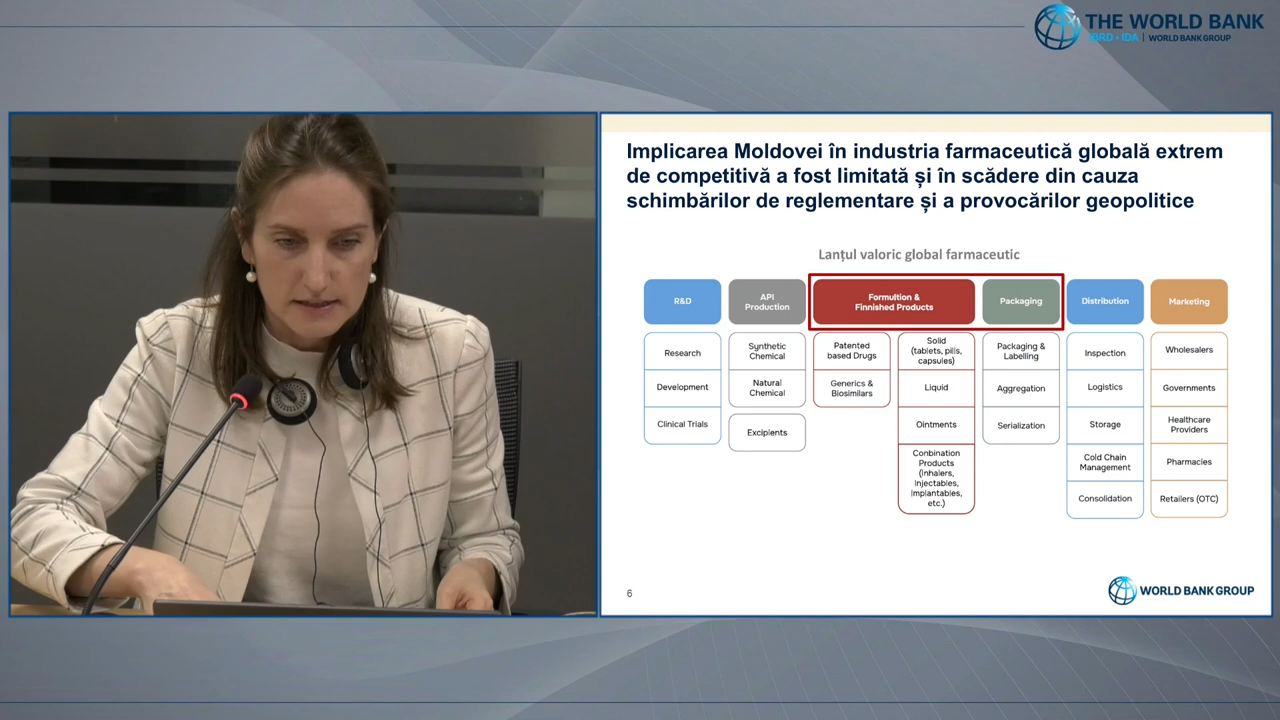 THE WORLD BANK
IBRD • IDA | WORLD BANK GROUP
Implicarea Moldovei în industria farmaceutică globală extrem
de competitivă a fost limitată și în scădere din cauza
schimbărilor de reglementare și a provocărilor geopolitice
Lanțul valoric global farmaceutic
R&D
Research
Development
Clinical Trials
API
Production
Synthetic
Chemical
Natural
Chemical
Excipients
Formultion &
Finnished Products
Patented
based Drugs
Generics &
Biosimilars
Solid
(tablets, pills,
capsules)
Liquid
Ointments
Conbination
Products
(Inhalers,
Injectables,
Implantables,
etc.)
Packaging
Packaging &
Labelling
Aggregation
Serialization
Distribution
Inspection
Logistics
Storage
Cold Chain
Management
Consolidation
Marketing
Wholesalers
Governments
Healthcare
Providers
Pharmacies
Retailers (OTC)
6
WORLD BANK GROUP